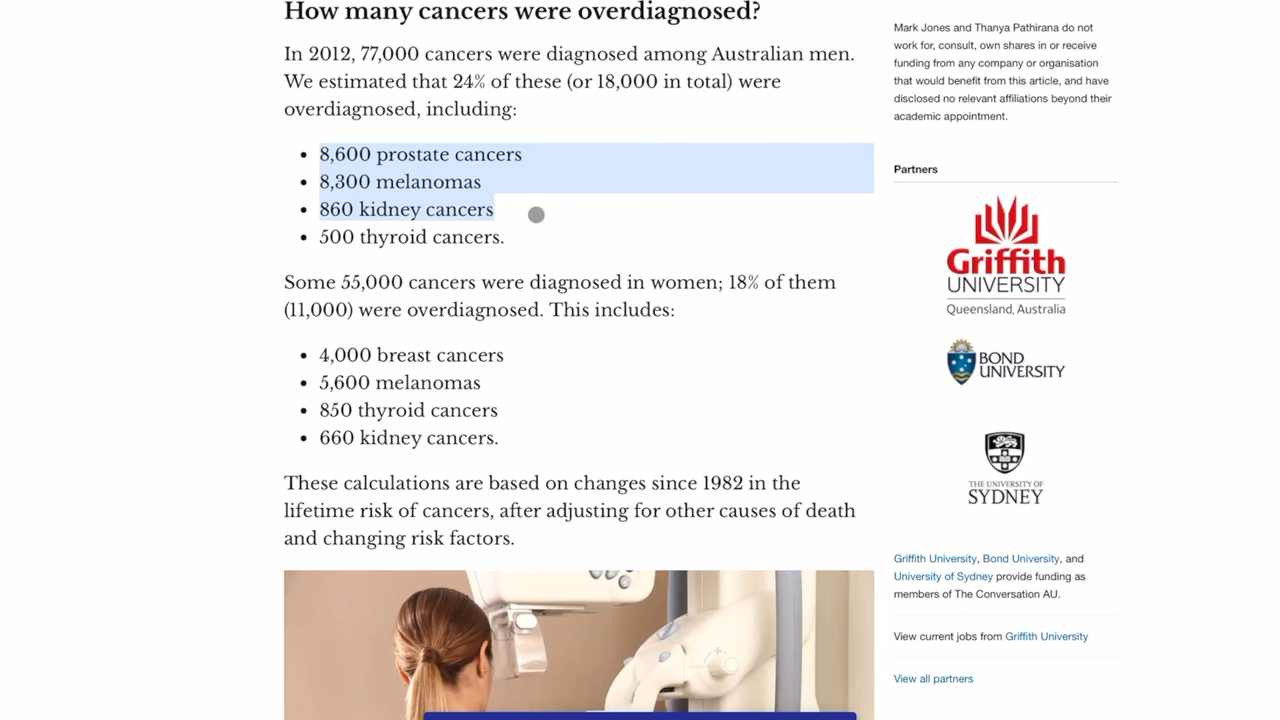 How many cancers were overdiagnosed?
In 2012, 77,000 cancers were diagnosed among Australian men.
We estimated that 24% of these (or 18,000 in total) were
overdiagnosed, including:
8,600 prostate cancers
8,300 melanomas
860 kidney cancers
500 thyroid cancers.
Some 55,000 cancers were diagnosed in women; 18% of them
(11,000) were overdiagnosed. This includes:
4,000 breast cancers
5,600 melanomas
850 thyroid cancers
660 kidney cancers.
These calculations are based on changes since 1982 in the
lifetime risk of cancers, after adjusting for other causes of death
and changing risk factors.
Mark Jones and Thanya Pathirana do not
work for, consult, own shares in or receive
funding from any company or organisation
that would benefit from this article, and have
disclosed no relevant affiliations beyond their
academic appointment.
Partners
Griffith
UNIVERSITY
Queensland, Australia
BOND
UNIVERSITY
THE UNIVERSITY OF
SYDNEY
Griffith University, Bond University, and
University of Sydney provide funding as
members of The Conversation AU.
View current jobs from Griffith University
View all partners